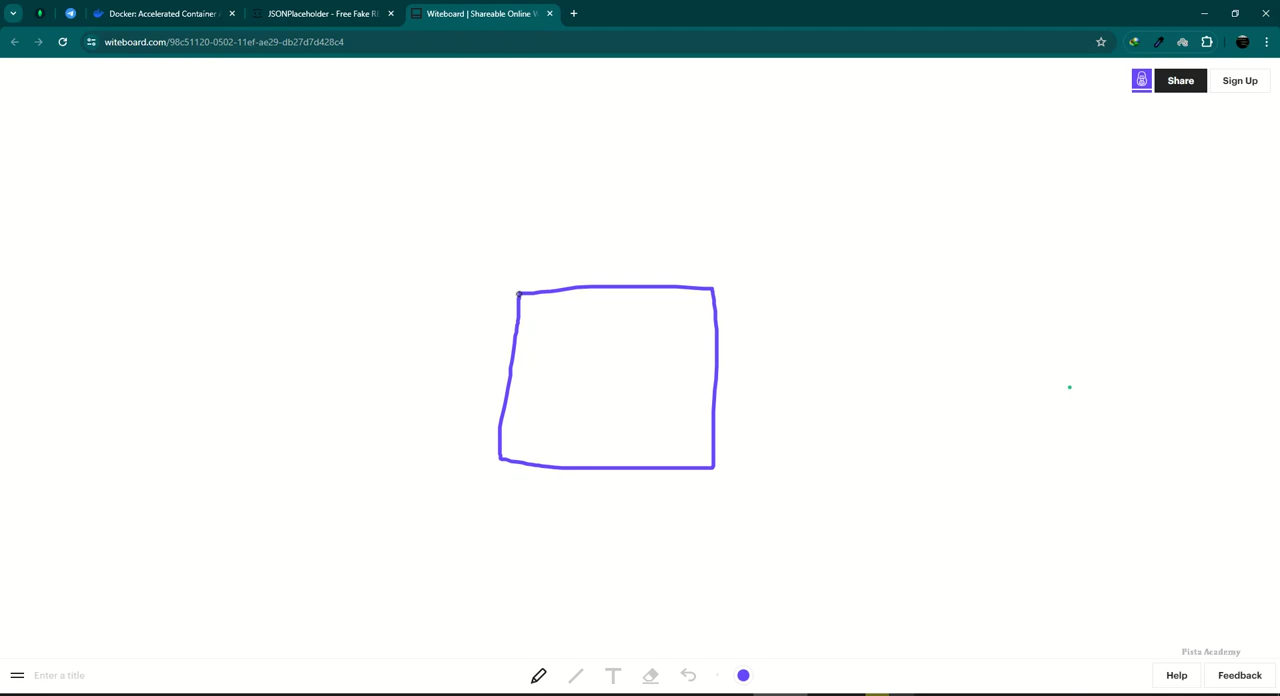 Docker: Accelerated Container
JSONPlaceholder - Free Fake R
Witeboard | Shareable Online W
witeboard.com/98c51120-0502-11ef-ae29-db27d7d428c4
Share
Sign Up
Pista Academy
Enter a title
T
Help
Feedback